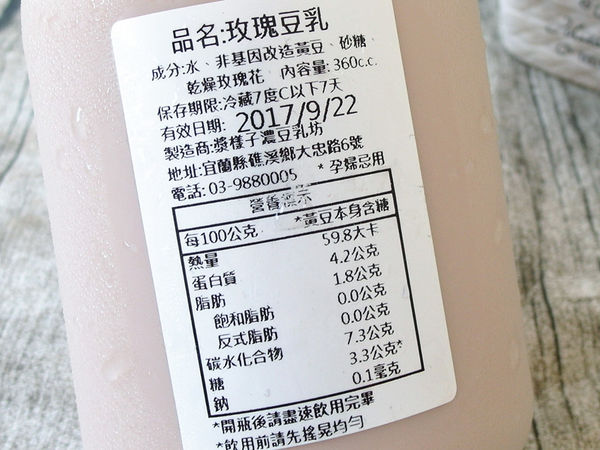 品名:玫瑰豆乳
成分:水、非基因改造黃豆、砂糖、
乾燥玫瑰花 內容量:360c.c.
保存期限:冷藏7度C以下7天
有效日期: 2017/9/22
製造商:漿樣子濃豆乳坊
地址:宜蘭縣礁溪鄉大忠路6號
電話:03-9880005 *孕婦忌用
營養標示
每100公克 *黃豆本身含糖
熱量 59.8大卡
蛋白質 4.2公克
脂肪 1.8公克
飽和脂肪 0.0公克
反式脂肪 0.0公克
碳水化合物 7.3公克
糖 3.3公克*
鈉 0.1毫克
*開瓶後請盡速飲用完畢
*飲用前請先搖晃均勻